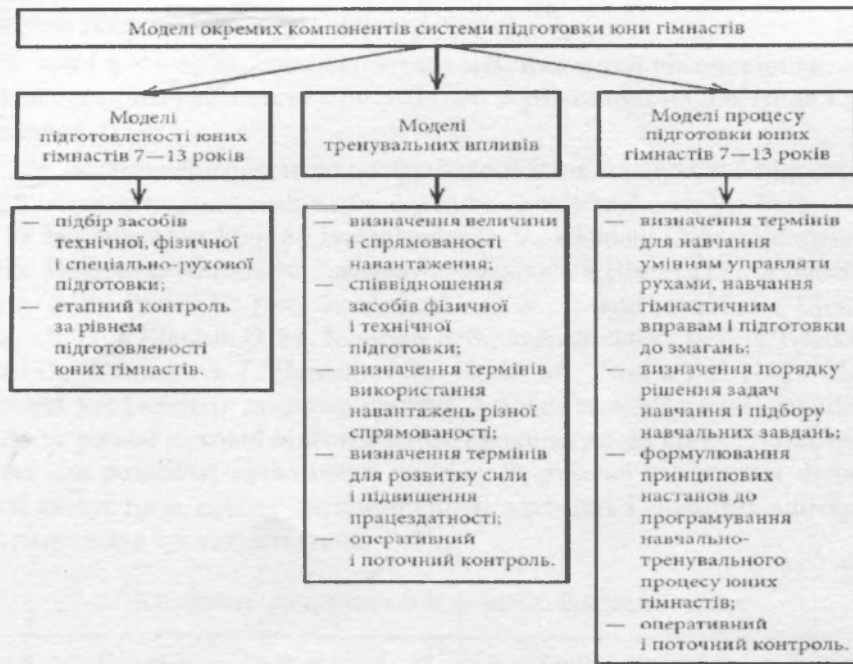 Моделі окремих компонентів системи підготовки юни гімнастів
Моделі
підготовленості юних
гімнастів 7—13 років
Моделі
тренувальних впливів
Моделі процесу
підготовки юних
гімнастів 7—13 років
— підбір засобів
технічної, фізичної
і спеціально-рухової
підготовки;
— етапний контроль
за рівнем
підготовленості
юних гімнастів.
— визначення величини
і спрямованості
навантаження;
— співвідношення
засобів фізичної
і технічної
підготовки;
— визначення термінів
використання
навантажень різної
спрямованості;
— визначення термінів
для розвитку сили
і підвищення
працездатності;
— оперативний
і поточний контроль.
— визначення термінів
для навчання
умінням управляти
рухами, навчання
гімнастичним
вправам і підготовки
до змагань;
— визначення порядку
рішення задач
навчання і підбору
навчальних завдань;
— формулювання
принципових
настанов до
програмування
навчально-
тренувального
процесу юних
гімнастів;
— оперативний
і поточний контроль.